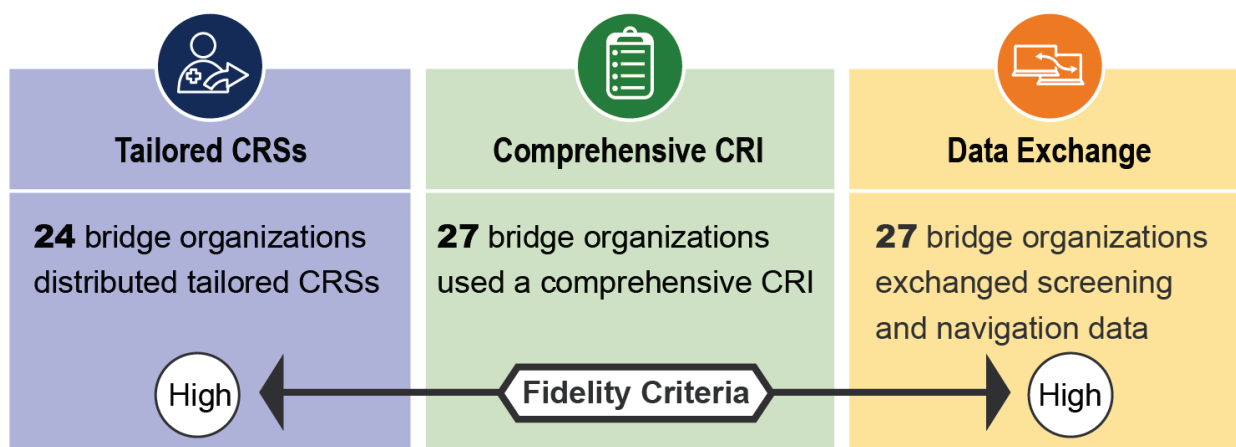 Tailored CRSs
24 bridge organizations
distributed tailored CRSs
Comprehensive CRI
27 bridge organizations
used a comprehensive CRI
Data Exchange
27 bridge organizations
exchanged screening
and navigation data
High
Fidelity Criteria
High